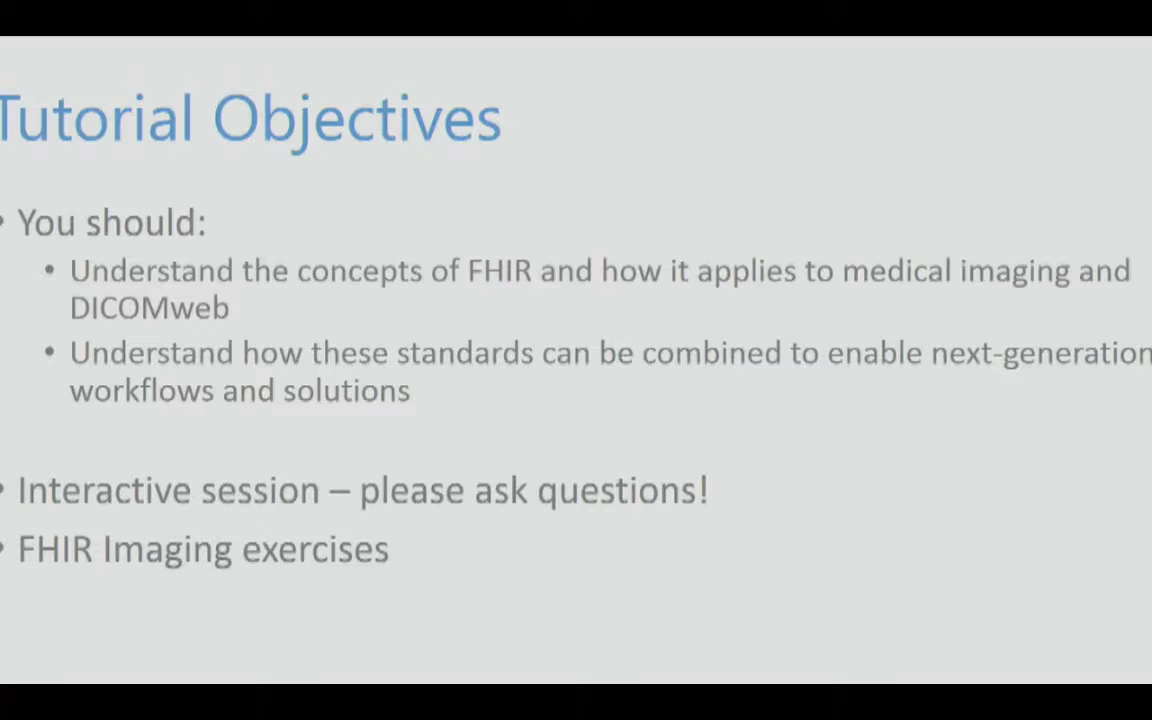 Tutorial Objectives
• You should:
• Understand the concepts of FHIR and how it applies to medical imaging and
DICOMweb
• Understand how these standards can be combined to enable next-generation
workflows and solutions
• Interactive session – please ask questions!
• FHIR Imaging exercises